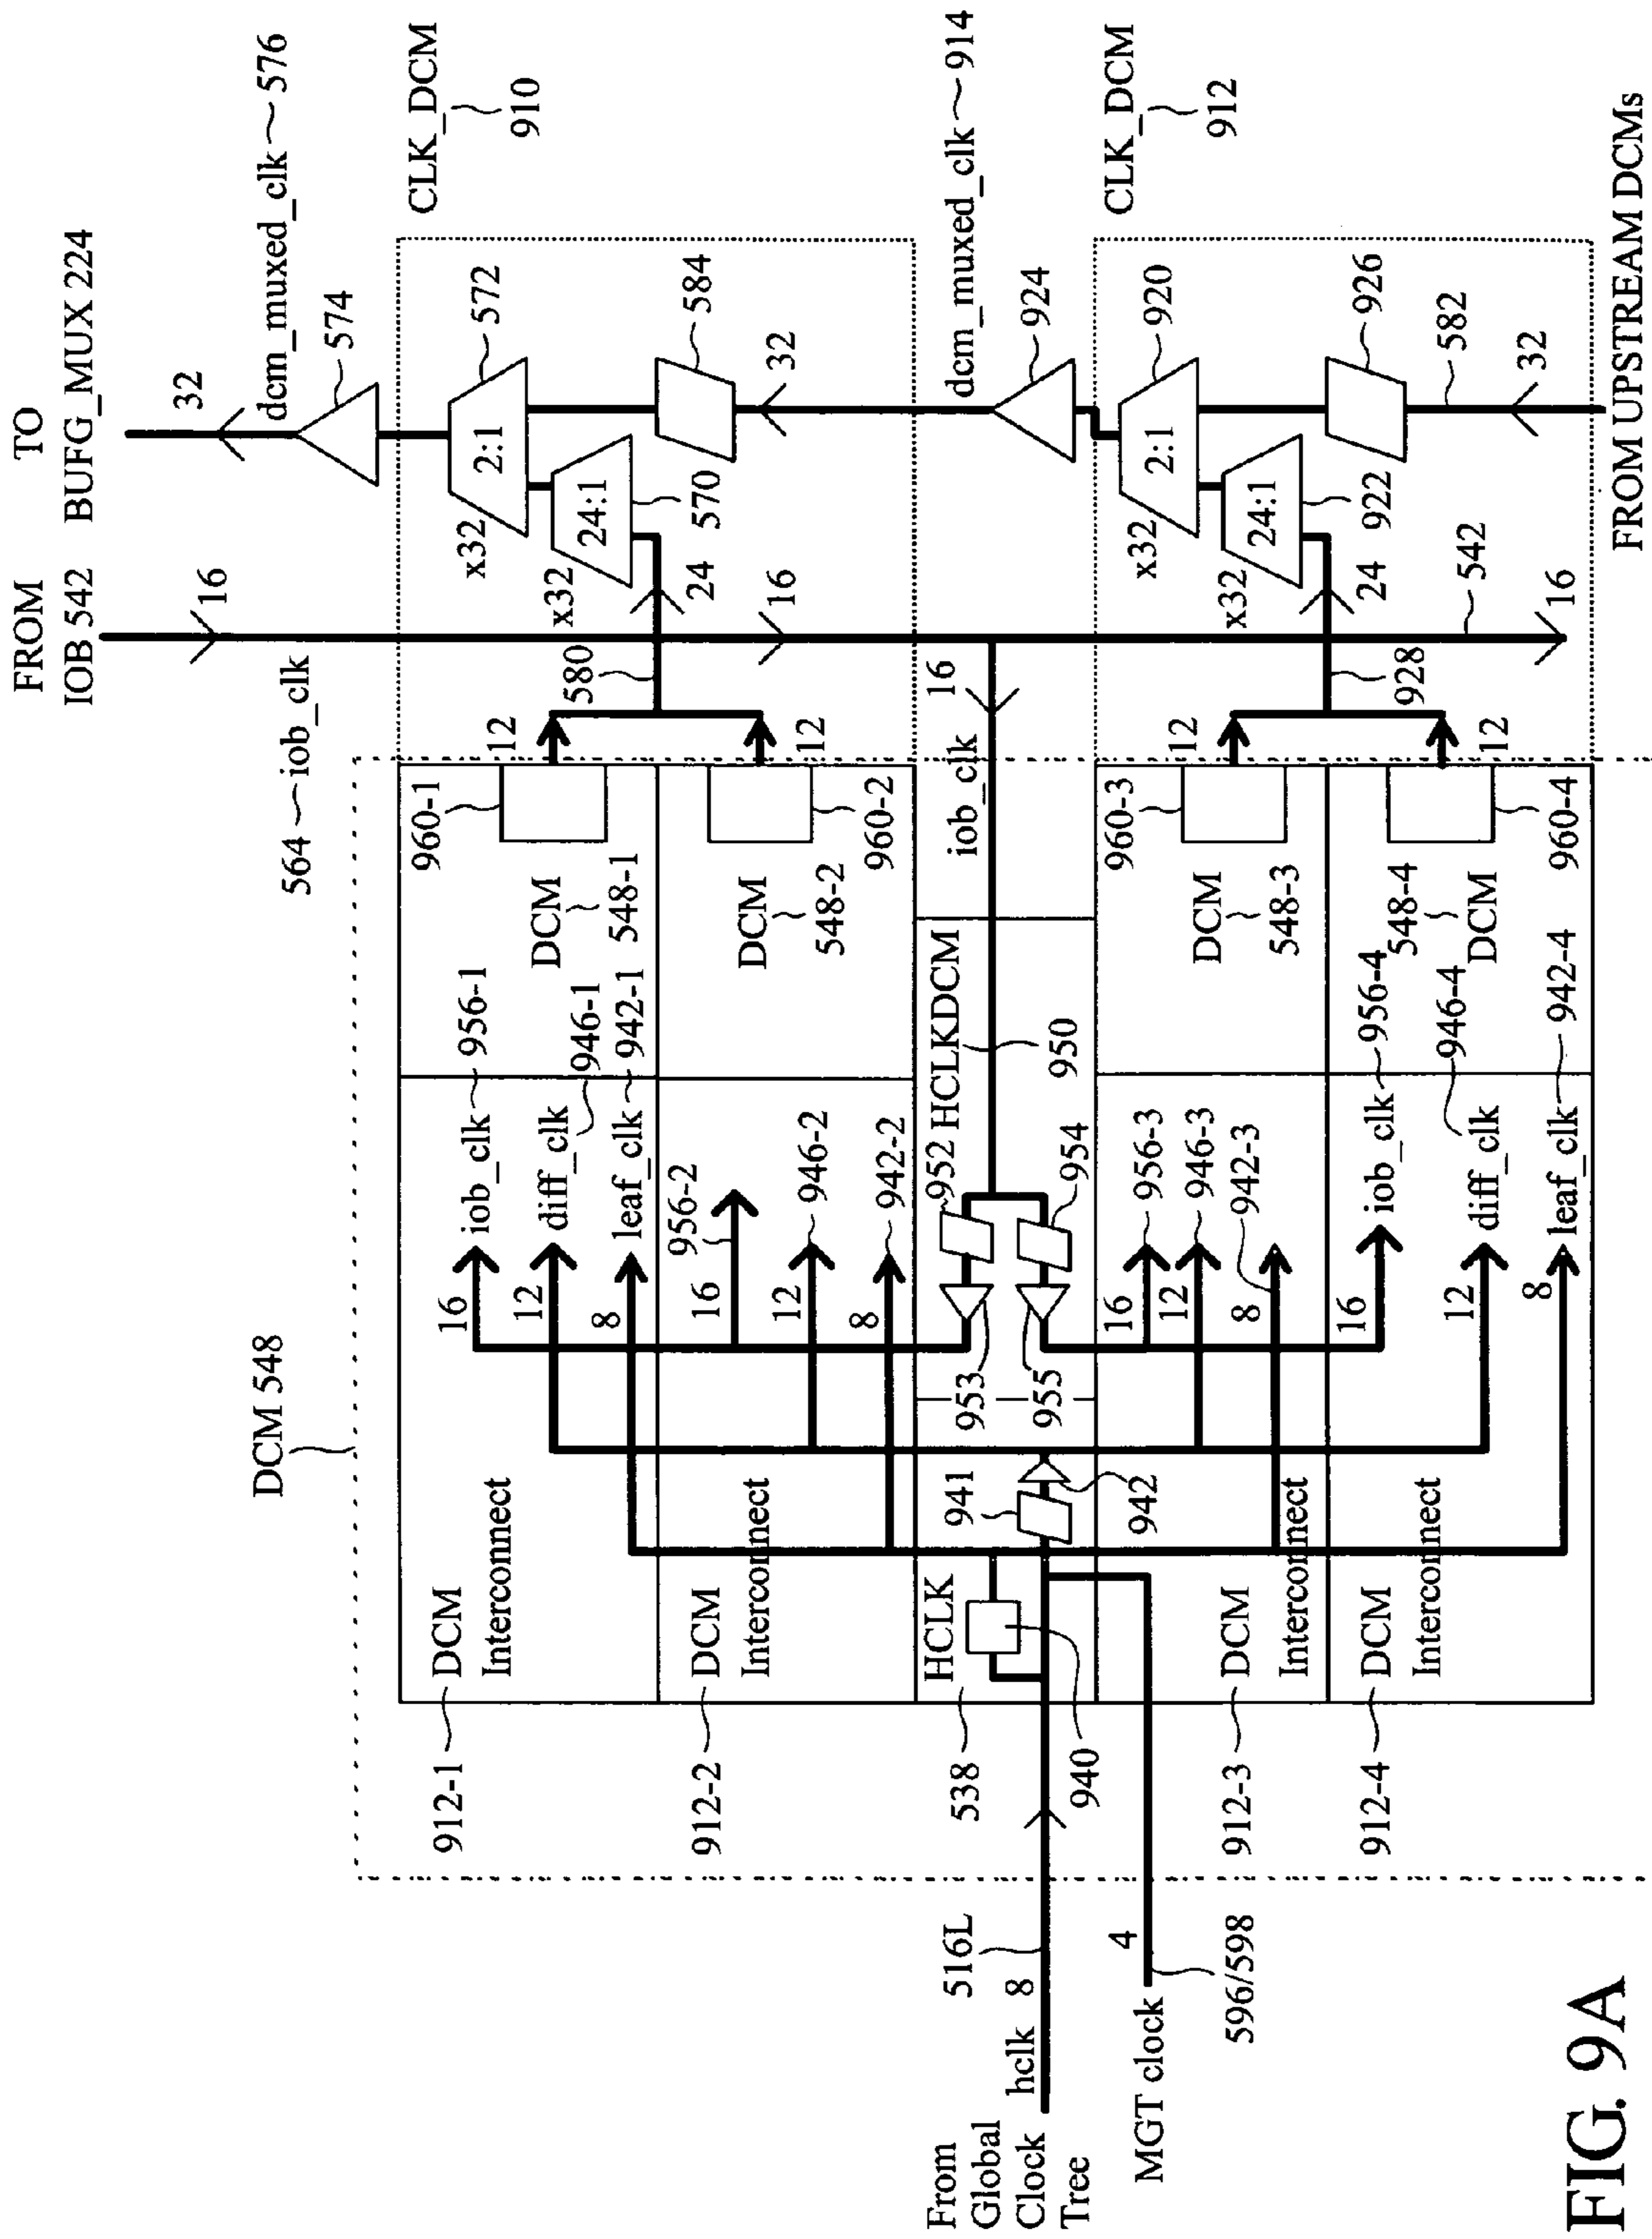 FROM
IOB 542
TO
BUFG_MUX 224
16
32
dcm_muxed_clk
576
574
564
iob_clk
DCM 548
CLK_DCM
910
x32
2:1
572
x32
24:1
570
584
24
16
32
580
12
12
960-1
960-2
DCM
548-1
DCM
548-2
16
iob_clk
956-1
12
diff_clk
946-1
8
leaf_clk
942-1
956-2
16
12
946-2
8
942-2
912-1
DCM
Interconnect
912-2
DCM
Interconnect
dcm_muxed_clk
914
924
16
iob_clk
HCLKDCM
950
952
954
953
955
941
942
HCLK
538
940
From
Global
Clock
Tree
hclk
8
516L
MGT clock
4
596/598
CLK_DCM
912
x32
2:1
920
x32
24:1
922
926
24
928
542
16
582
32
FROM UPSTREAM DCMs
12
12
960-3
960-4
DCM
548-3
548-4
DCM
16
956-3
12
946-3
8
942-3
16
iob_clk
956-4
12
diff_clk
946-4
8
leaf_clk
942-4
912-3
DCM
Interconnect
912-4
DCM
Interconnect
FIG. 9A